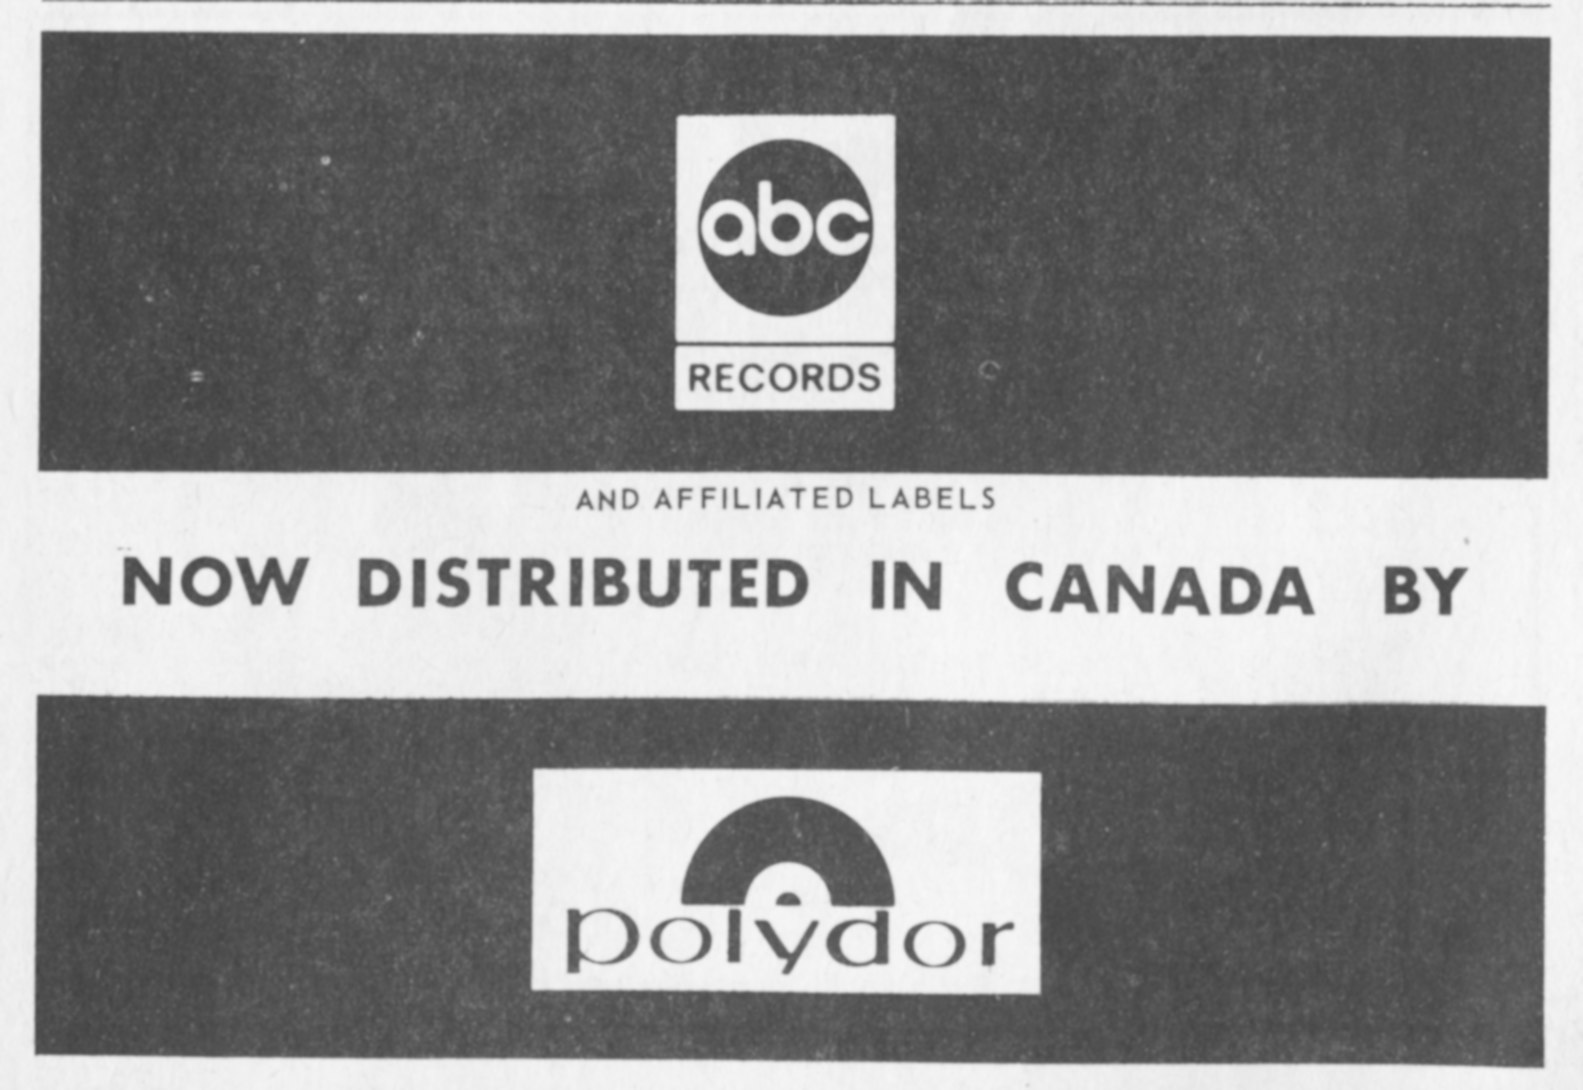 abc
RECORDS
AND AFFILIATED LABELS
NOW DISTRIBUTED IN CANADA BY
polydor